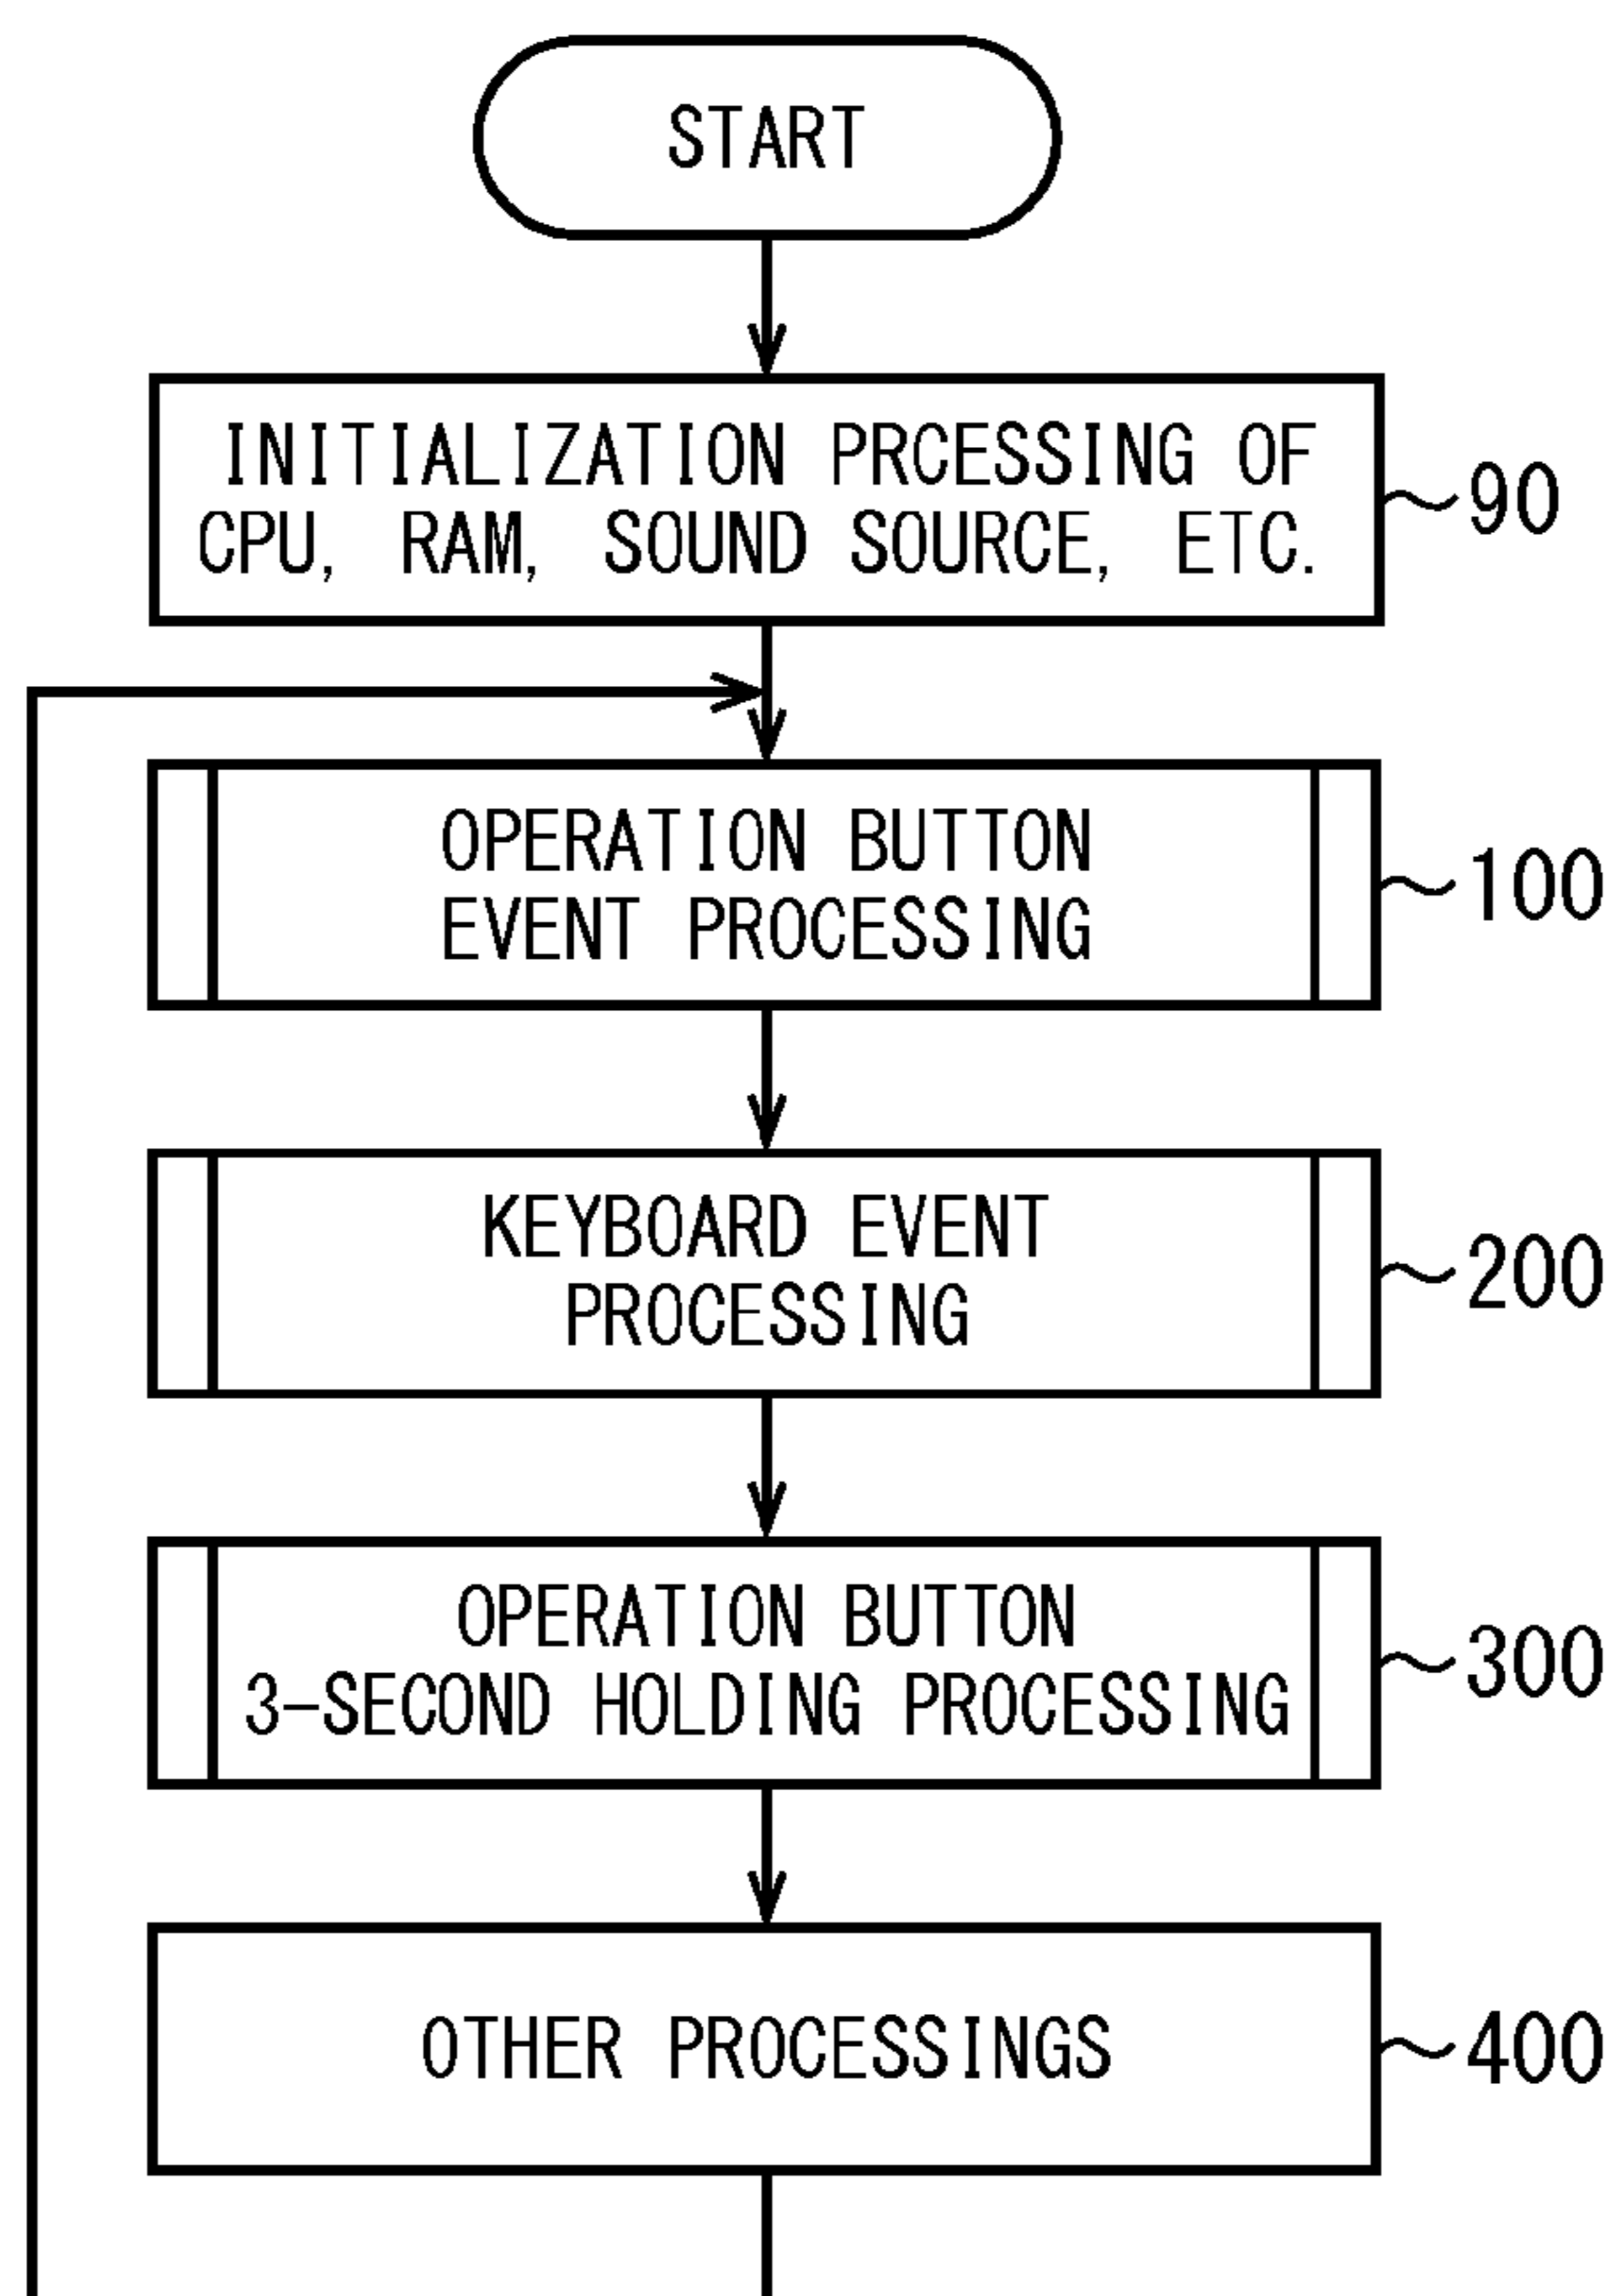 START
INITIALIZATION PRCESSING OF
CPU, RAM, SOUND SOURCE, ETC.
90
OPERATION BUTTON
EVENT PROCESSING
100
KEYBOARD EVENT
PROCESSING
200
OPERATION BUTTON
3-SECOND HOLDING PROCESSING
300
OTHER PROCESSINGS
400